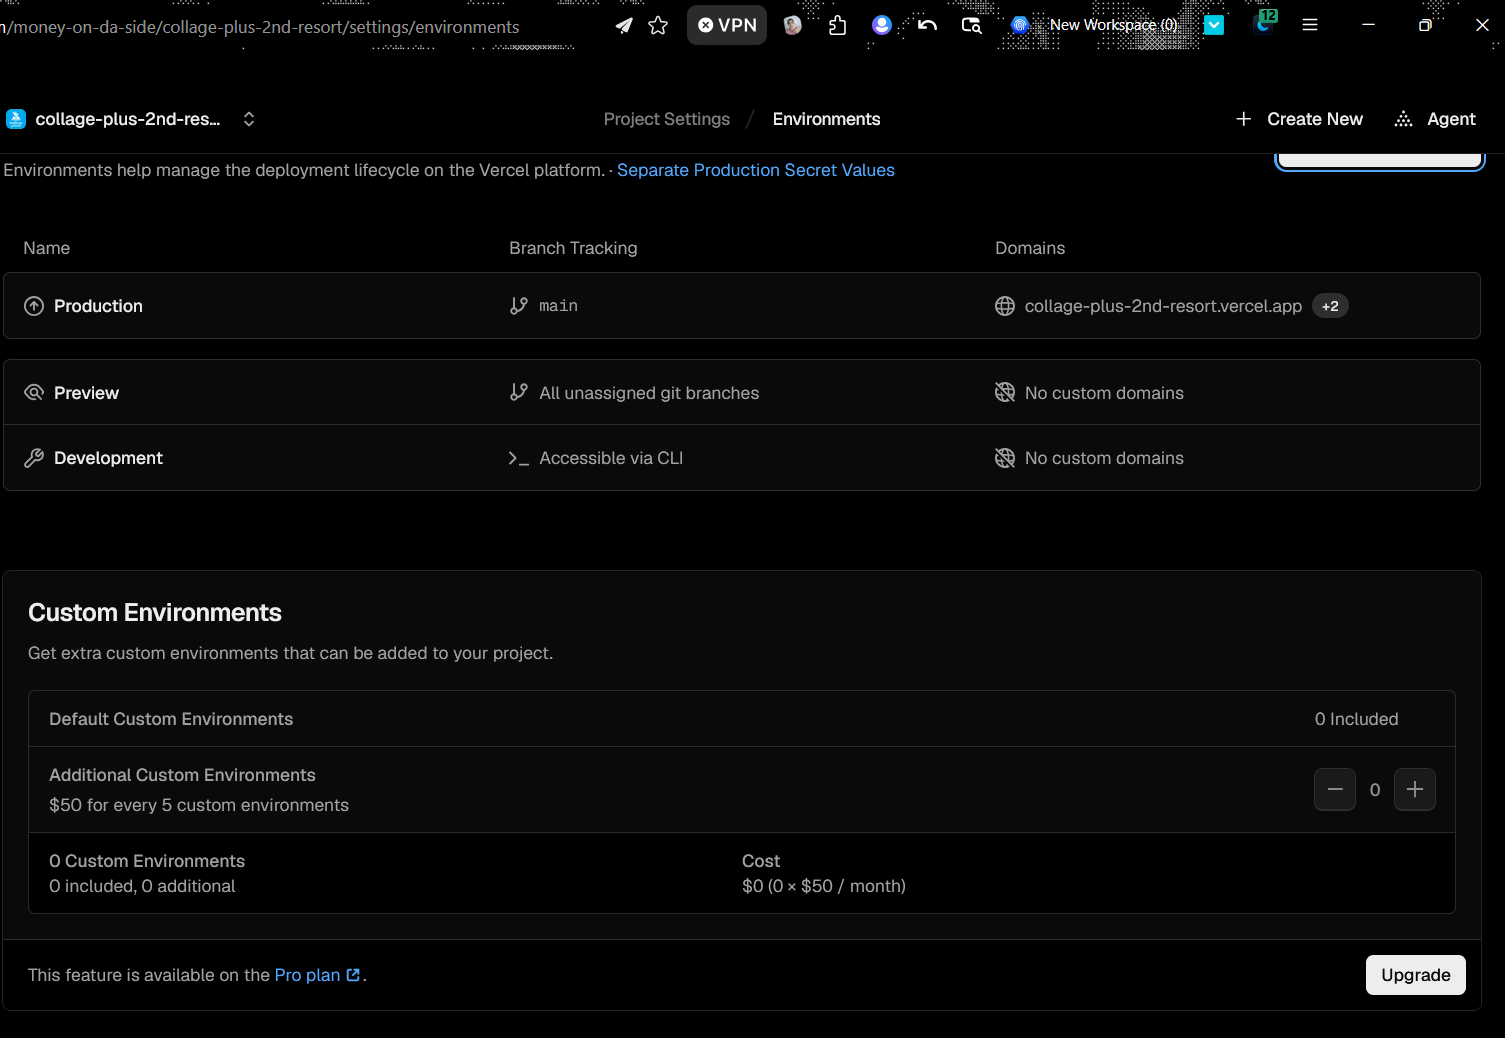 n/money-on-da-side/collage-plus-2nd-resort/settings/environments
VPN
New Workspace (0)
12
collage-plus-2nd-res...
Project Settings / Environments
Create New
Agent
Environments help manage the deployment lifecycle on the Vercel platform. · Separate Production Secret Values
Name Branch Tracking Domains
Production main collage-plus-2nd-resort.vercel.app +2
Preview All unassigned git branches No custom domains
Development Accessible via CLI No custom domains
Custom Environments
Get extra custom environments that can be added to your project.
Default Custom Environments 0 Included
Additional Custom Environments
$50 for every 5 custom environments
0
0 Custom Environments Cost
0 included, 0 additional $0 (0 × $50 / month)
This feature is available on the Pro plan .
Upgrade